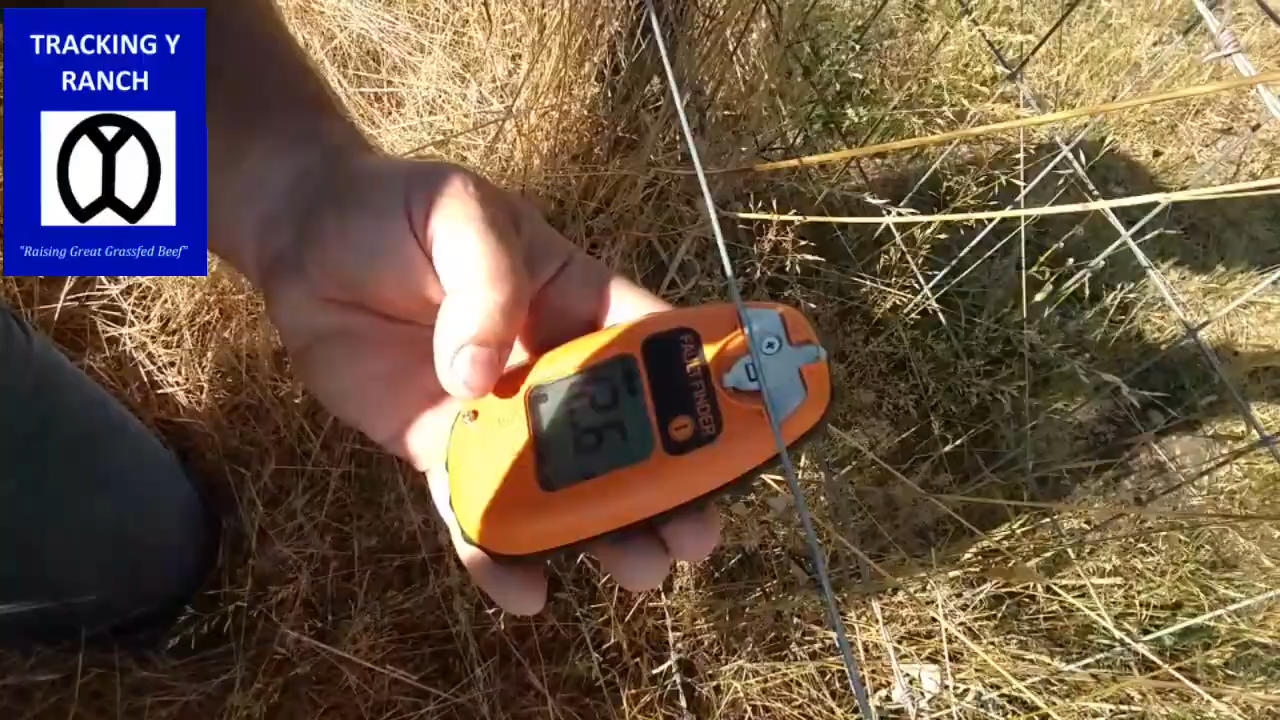 TRACKING Y
RANCH
"Raising Great Grassfed Beef"
FAULT FINDER